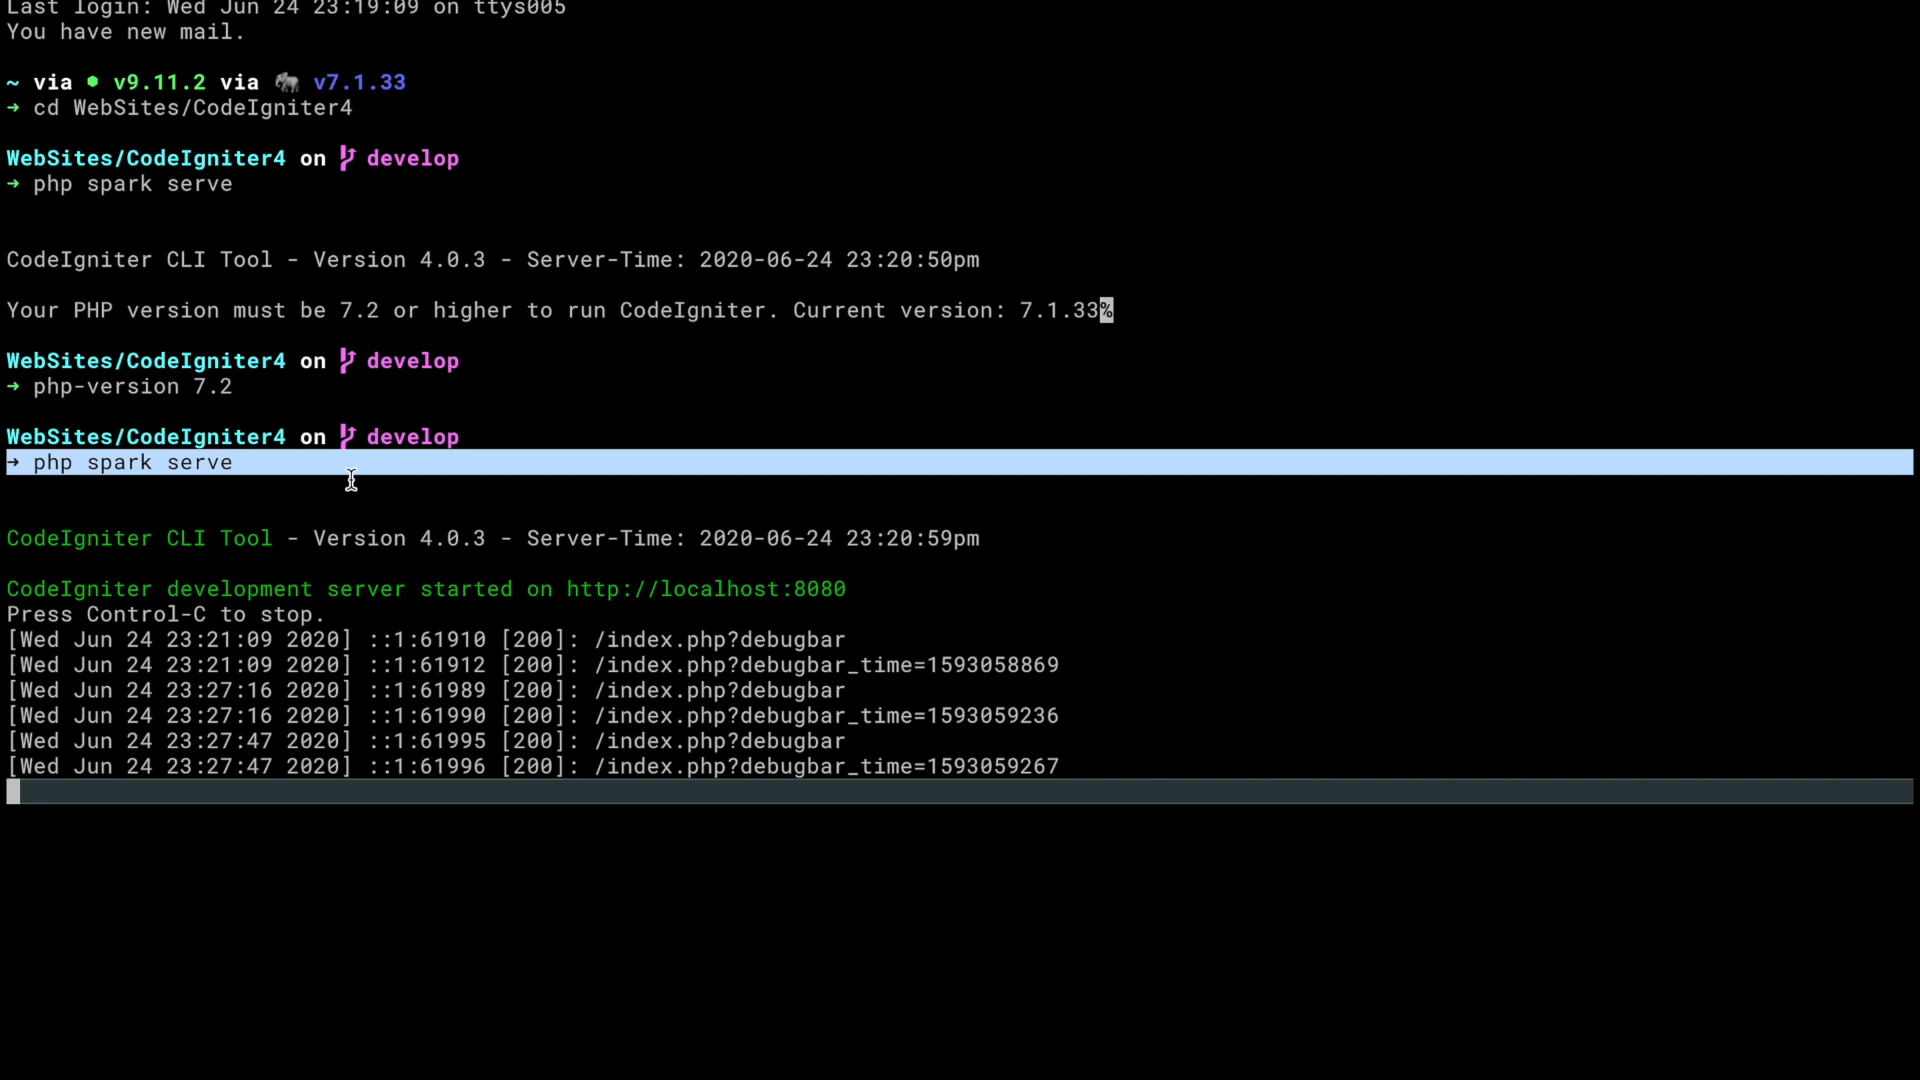 Last login: Wed Jun 24 23:19:09 on ttys005
You have new mail.
~ via ⬢ v9.11.2 via 🐘 v7.1.33
➜ cd WebSites/CodeIgniter4
WebSites/CodeIgniter4 on develop
➜ php spark serve
CodeIgniter CLI Tool - Version 4.0.3 - Server-Time: 2020-06-24 23:20:50pm
Your PHP version must be 7.2 or higher to run CodeIgniter. Current version: 7.1.33%
WebSites/CodeIgniter4 on develop
➜ php-version 7.2
WebSites/CodeIgniter4 on develop
➜ php spark serve
CodeIgniter CLI Tool - Version 4.0.3 - Server-Time: 2020-06-24 23:20:59pm
CodeIgniter development server started on http://localhost:8080
Press Control-C to stop.
[Wed Jun 24 23:21:09 2020] ::1:61910 [200]: /index.php?debugbar
[Wed Jun 24 23:21:09 2020] ::1:61912 [200]: /index.php?debugbar_time=1593058869
[Wed Jun 24 23:27:16 2020] ::1:61989 [200]: /index.php?debugbar
[Wed Jun 24 23:27:16 2020] ::1:61990 [200]: /index.php?debugbar_time=1593059236
[Wed Jun 24 23:27:47 2020] ::1:61995 [200]: /index.php?debugbar
[Wed Jun 24 23:27:47 2020] ::1:61996 [200]: /index.php?debugbar_time=1593059267